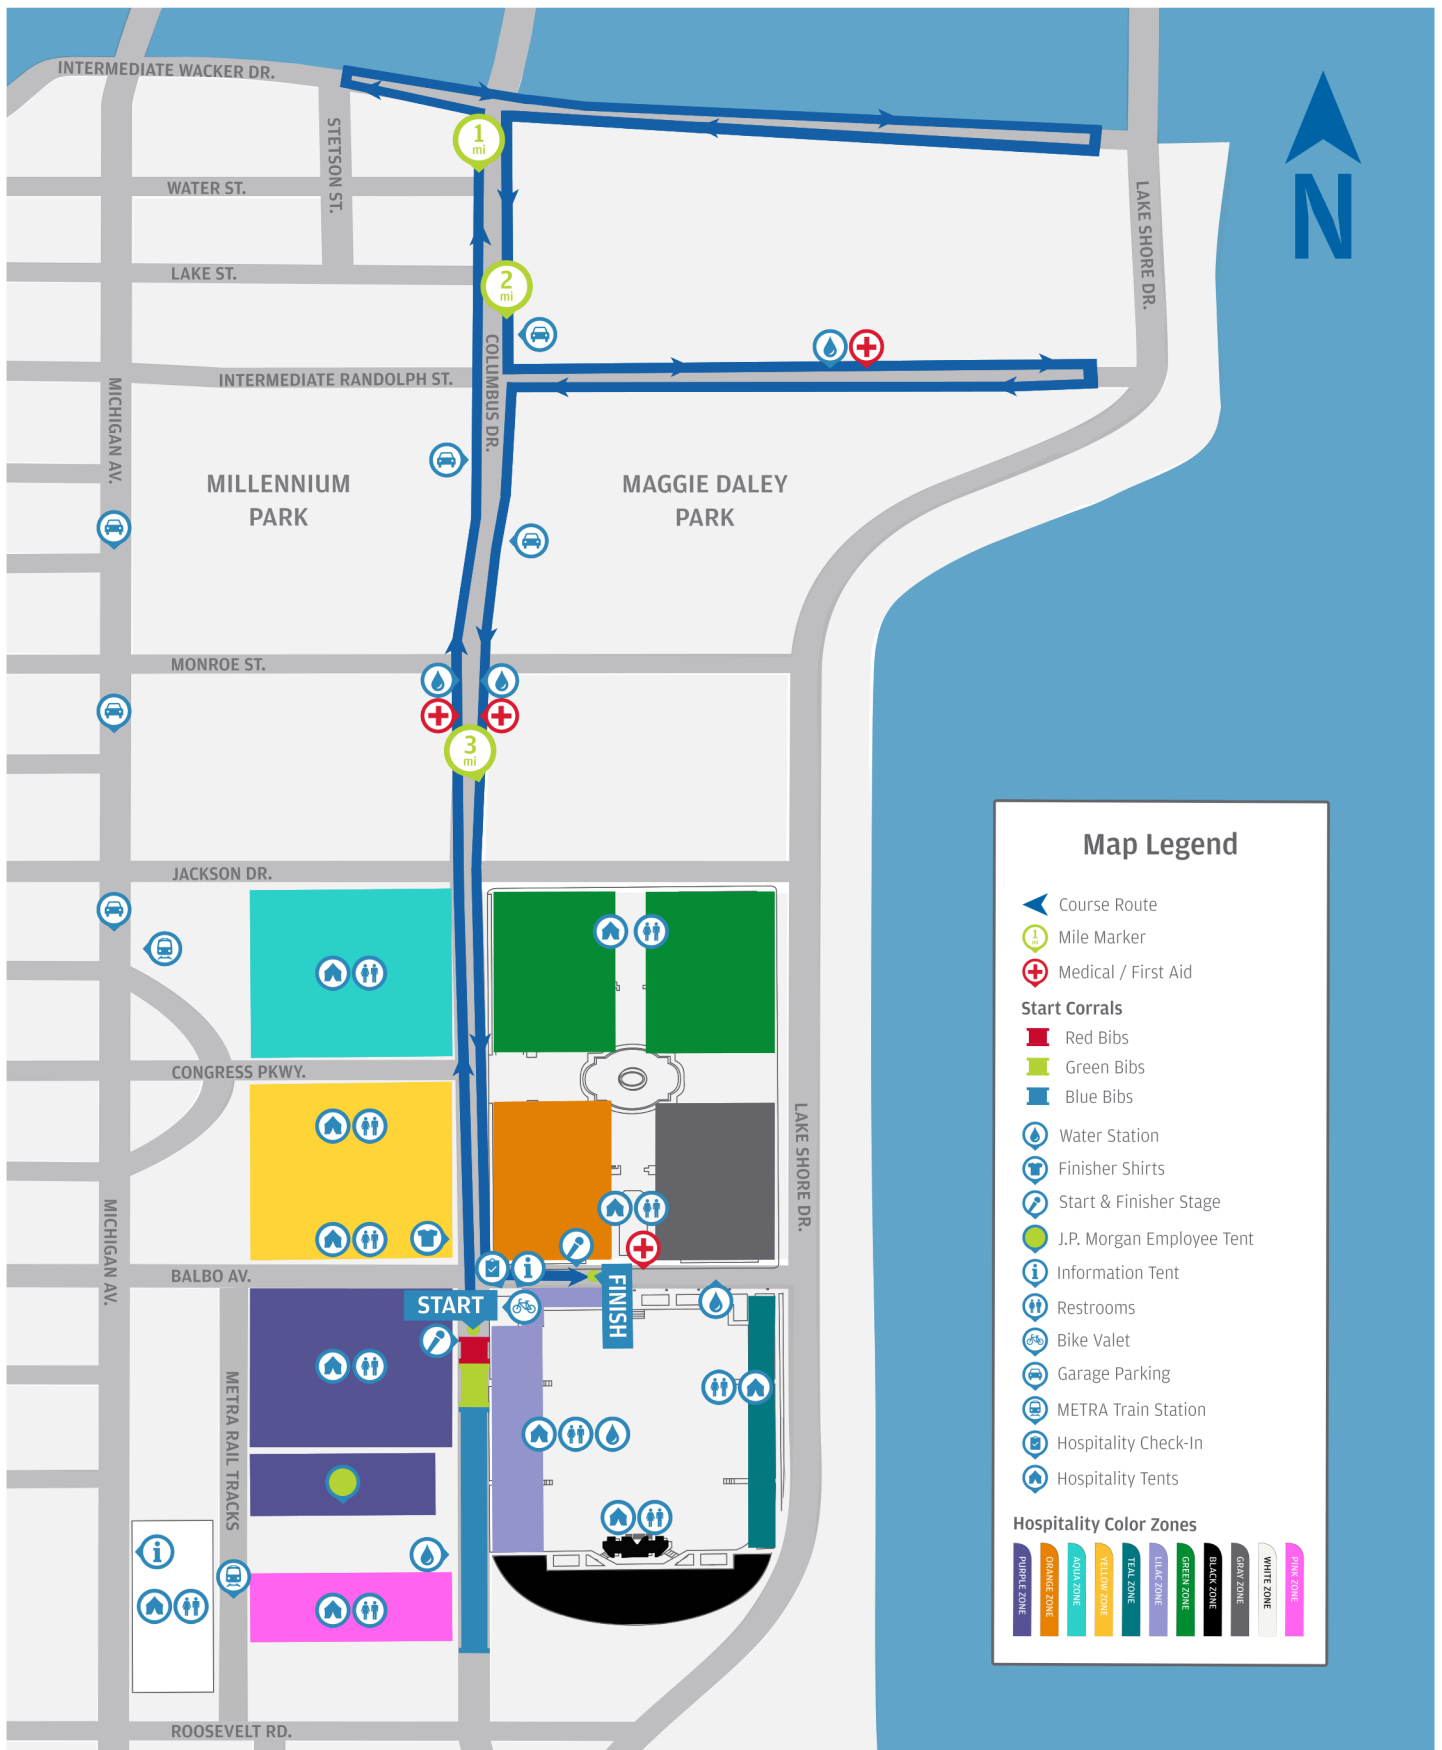 INTERMEDIATE WACKER DR.
STETSON ST.
1
mi
WATER ST.
LAKE ST.
2
mi
LAKE SHORE DR.
N
COLUMBUS DR.
INTERMEDIATE RANDOLPH ST.
MICHIGAN AV.
MILLENNIUM
PARK
MAGGIE DALEY
PARK
MONROE ST.
3
mi
JACKSON DR.
CONGRESS PKWY.
LAKE SHORE DR.
MICHIGAN AV.
BALBO AV.
START
FINISH
METRA RAIL TRACKS
ROOSEVELT RD.
Map Legend
Course Route
1
mi
Mile Marker
Medical / First Aid
Start Corrals
Red Bibs
Green Bibs
Blue Bibs
Water Station
Finisher Shirts
Start & Finisher Stage
J.P. Morgan Employee Tent
Information Tent
Restrooms
Bike Valet
Garage Parking
METRA Train Station
Hospitality Check-In
Hospitality Tents
Hospitality Color Zones
PURPLE ZONE
ORANGE ZONE
AQUA ZONE
YELLOW ZONE
TEAL ZONE
LILAC ZONE
GREEN ZONE
BLACK ZONE
GRAY ZONE
WHITE ZONE
PINK ZONE